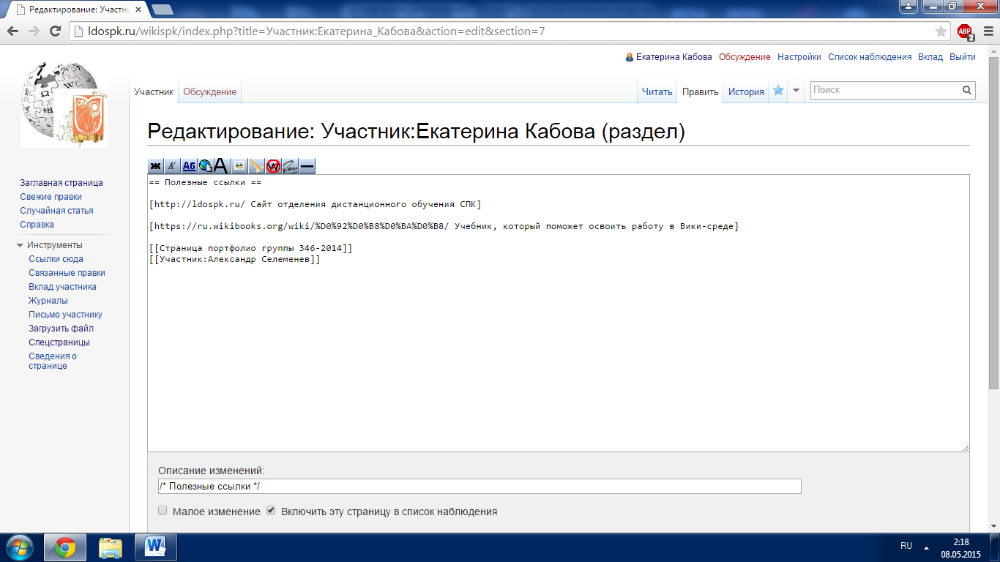 Редактирование: Участн
ldospk.ru/wikispk/index.php?title=Участник:Екатерина_Кабова&action=edit&section=7
ABP
2
Екатерина Кабова Обсуждение Настройки Список наблюдения Вклад Выйти
Участник Обсуждение Читать Править История Поиск
Редактирование: Участник:Екатерина Кабова (раздел)
Ж К Аб А
Заглавная страница
Свежие правки
Случайная статья
Справка
Инструменты
Ссылки сюда
Связанные правки
Вклад участника
Журналы
Письмо участнику
Загрузить файл
Спецстраницы
Сведения о
странице
== Полезные ссылки ==
[http://ldospk.ru/ Сайт отделения дистанционного обучения СПК]
[https://ru.wikibooks.org/wiki/%D0%92%D0%B8%D0%BA%D0%B8/ Учебник, который поможет освоить работу в Вики-среде]
[[Страница портфолио группы 346-2014]]
[[Участник:Александр Селеменев]]
Описание изменений:
/* Полезные ссылки */
Малое изменение Включить эту страницу в список наблюдения
RU
2:18
08.05.2015